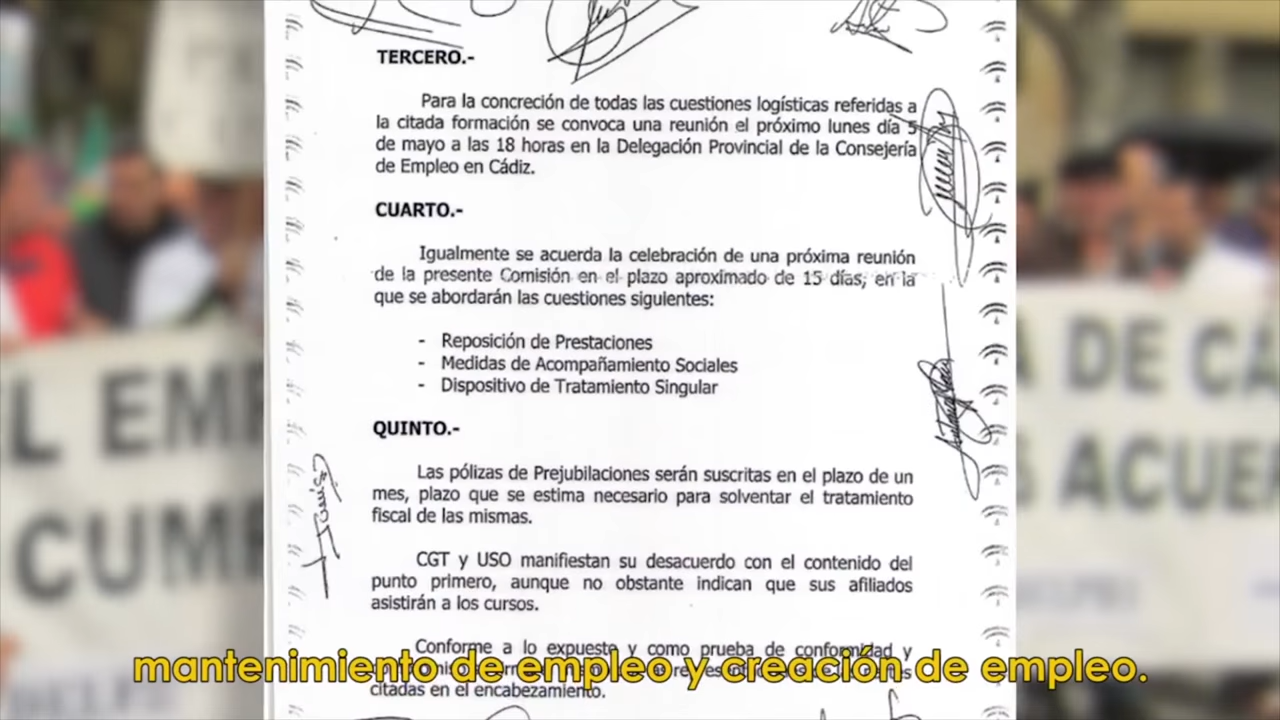 TERCERO.-
Para la concreción de todas las cuestiones logísticas referidas a
la citada formación se convoca una reunión el próximo lunes día 5
de mayo a las 18 horas en la Delegación Provincial de la Consejería
de Empleo en Cádiz.
CUARTO.-
Igualmente se acuerda la celebración de una próxima reunión
de la presente Comisión en el plazo aproximado de 15 días, en la
que se abordarán las cuestiones siguientes:
- Reposición de Prestaciones
- Medidas de Acompañamiento Sociales
- Dispositivo de Tratamiento Singular
QUINTO.-
Las pólizas de Prejubilaciones serán suscritas en el plazo de un
mes, plazo que se estima necesario para solventar el tratamiento
fiscal de las mismas.
CGT y USO manifiestan su desacuerdo con el contenido del
punto primero, aunque no obstante indican que sus afiliados
asistirán a los cursos.
Conforme a lo expuesto y como prueba de conformidad y
citadas en el encabezamiento.
mantenimiento de empleo y creación de empleo.
L EM
CUM
A DE CA
S ACUE